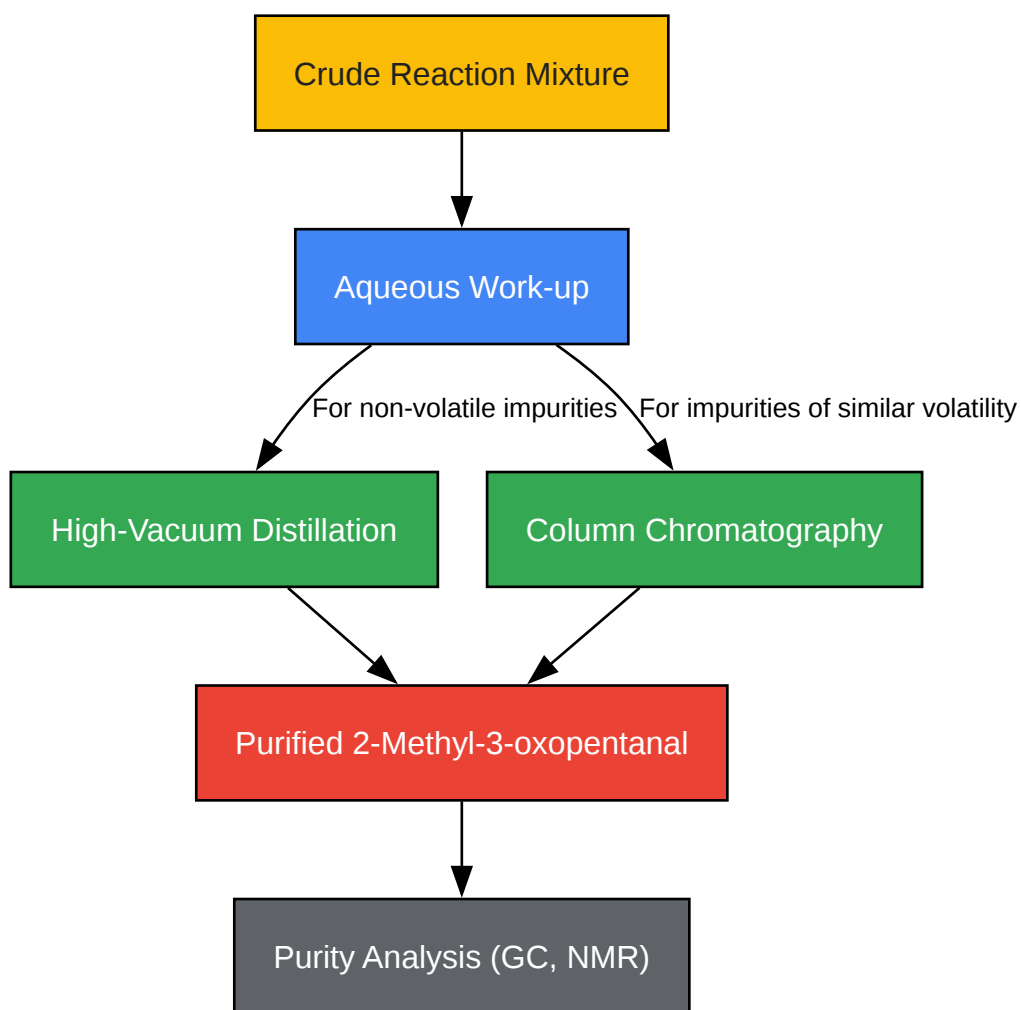 Crude Reaction Mixture
Aqueous Work-up
For non-volatile impurities
For impurities of similar volatility
High-Vacuum Distillation
Column Chromatography
Purified 2-Methyl-3-oxopentanal
Purity Analysis (GC, NMR)